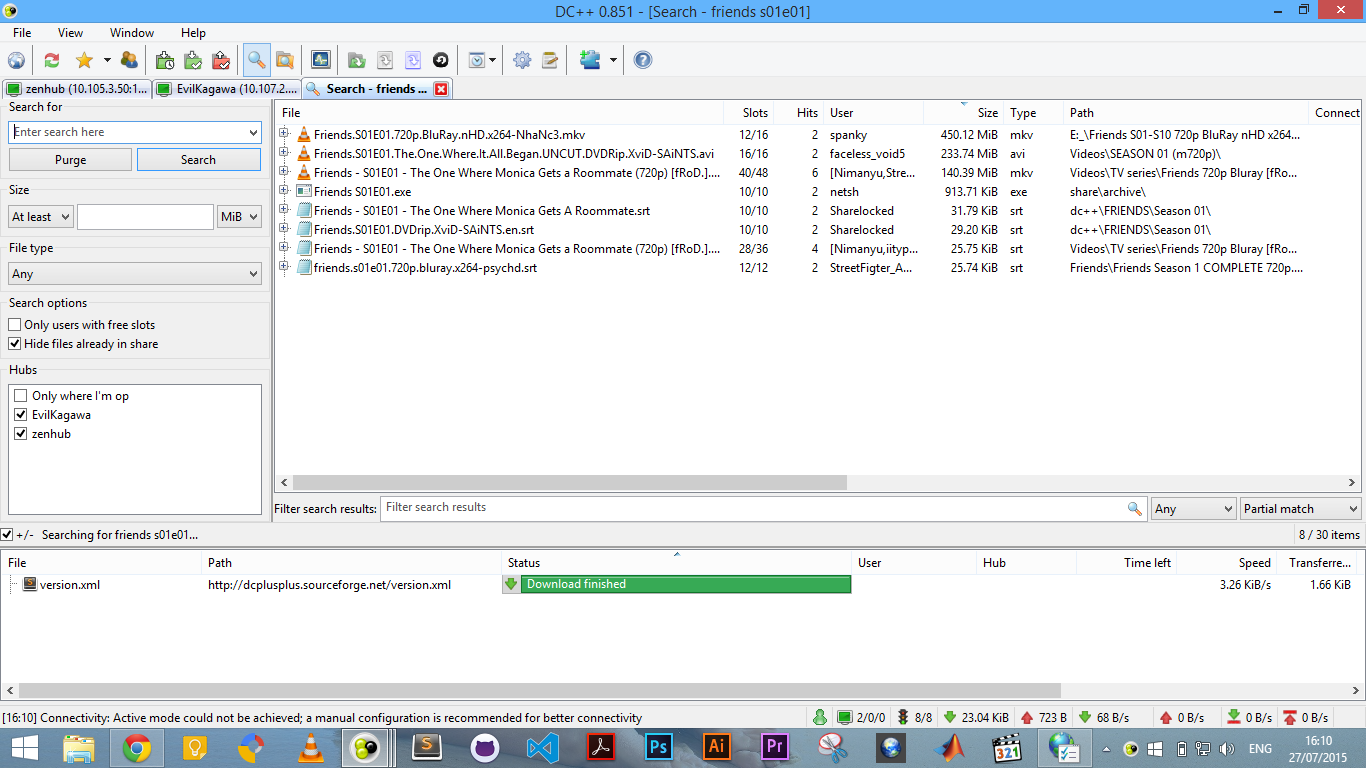 DC++ 0.851 - [Search - friends s01e01]
File View Window Help
zenhub (10.105.3.50:1... EvilKagawa (10.107.2.... Search - friends ...
Search for
Enter search here
Purge Search
Size
At least MiB
File type
Any
Search options
Only users with free slots
Hide files already in share
Hubs
Only where I'm op
EvilKagawa
zenhub
File Slots Hits User Size Type Path Connect
Friends.S01E01.720p.BluRay.nHD.x264-NhaNc3.mkv 12/16 2 spanky 450.12 MiB mkv E:_\Friends S01-S10 720p BluRay nHD x264...
Friends.S01E01.The.One.Where.It.All.Began.UNCUT.DVDRip.XviD-SAiNTS.avi 16/16 2 faceless_void5 233.74 MiB avi Videos\SEASON 01 (m720p)\
Friends - S01E01 - The One Where Monica Gets a Roommate (720p) [fRoD.].... 40/48 6 [Nimanyu,Stre... 140.39 MiB mkv Videos\TV series\Friends 720p Bluray [fRo...
Friends S01E01.exe 10/10 2 netsh 913.71 KiB exe share\archive\
Friends - S01E01 - The One Where Monica Gets A Roommate.srt 10/10 2 Sharelocked 31.79 KiB srt dc++\FRIENDS\Season 01\
Friends.S01E01.DVDrip.XviD-SAiNTS.en.srt 10/10 2 Sharelocked 29.20 KiB srt dc++\FRIENDS\Season 01\
Friends - S01E01 - The One Where Monica Gets a Roommate (720p) [fRoD.].... 28/36 4 [Nimanyu,iityp... 25.75 KiB srt Videos\TV series\Friends 720p Bluray [fRo...
friends.s01e01.720p.bluray.x264-psychd.srt 12/12 2 StreetFigter_A... 25.74 KiB srt Friends\Friends Season 1 COMPLETE 720p....
Filter search results: Filter search results Any Partial match
+/- Searching for friends s01e01... 8 / 30 items
File Path Status User Hub Time left Speed Transferre...
version.xml http://dcplusplus.sourceforge.net/version.xml Download finished 3.26 KiB/s 1.66 KiB
[16:10] Connectivity: Active mode could not be achieved; a manual configuration is recommended for better connectivity 2/0/0 8/8 23.04 KiB 723 B 68 B/s 0 B/s 0 B/s 0 B/s
S Ps Ai Pr 321 ENG 16:10
27/07/2015